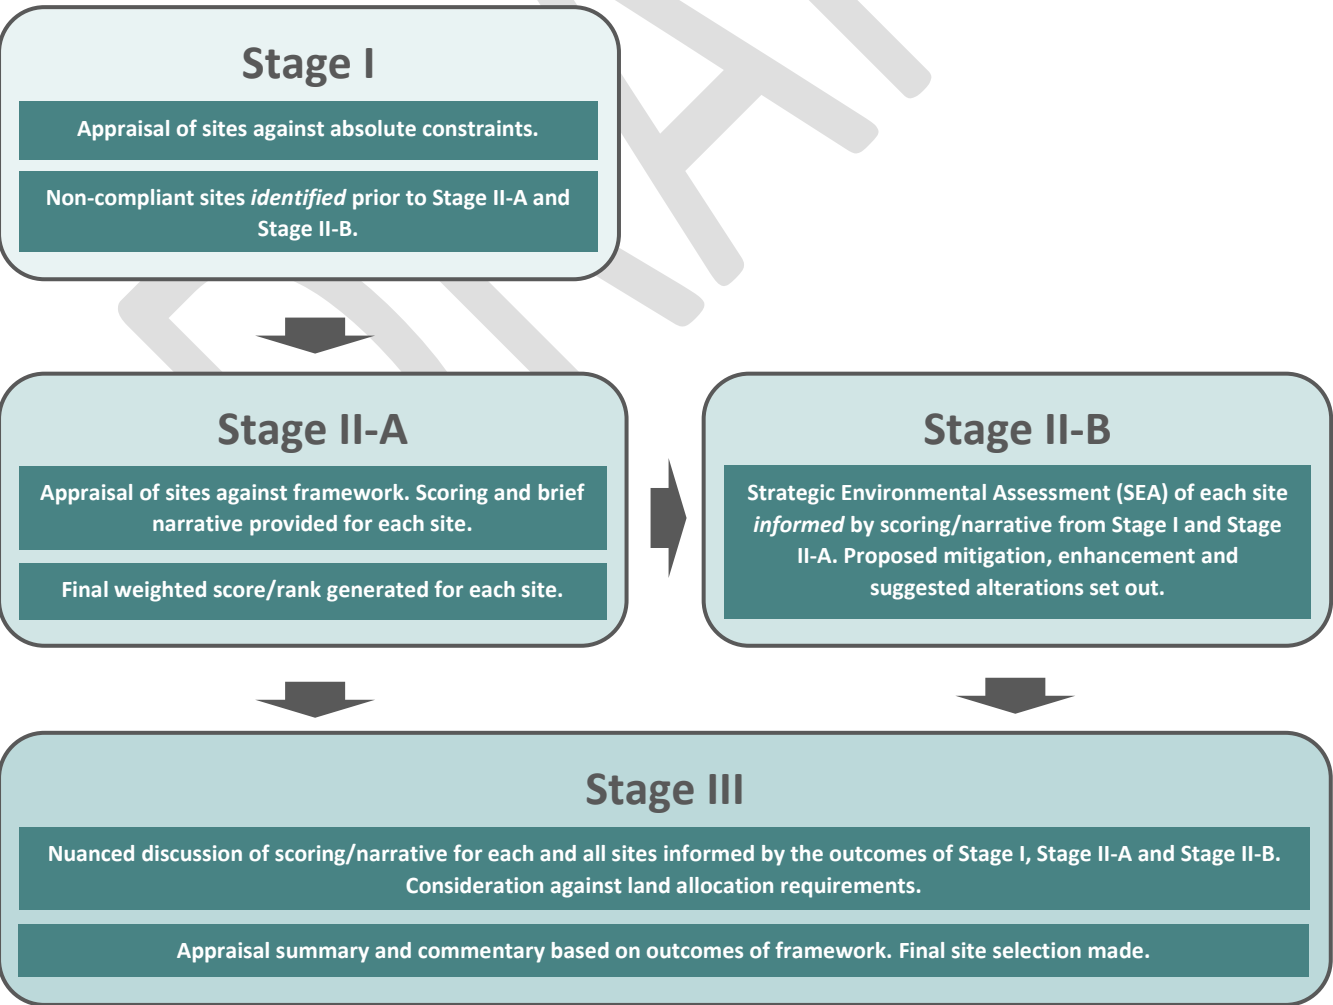 Stage I
Appraisal of sites against absolute constraints.
Non-compliant sites identified prior to Stage II-A and
Stage II-B.
Stage II-A
Appraisal of sites against framework. Scoring and brief
narrative provided for each site.
Final weighted score/rank generated for each site.
Stage II-B
Strategic Environmental Assessment (SEA) of each site
informed by scoring/narrative from Stage I and Stage
II-A. Proposed mitigation, enhancement and
suggested alterations set out.
Stage III
Nuanced discussion of scoring/narrative for each and all sites informed by the outcomes of Stage I, Stage II-A and Stage II-B.
Consideration against land allocation requirements.
Appraisal summary and commentary based on outcomes of framework. Final site selection made.